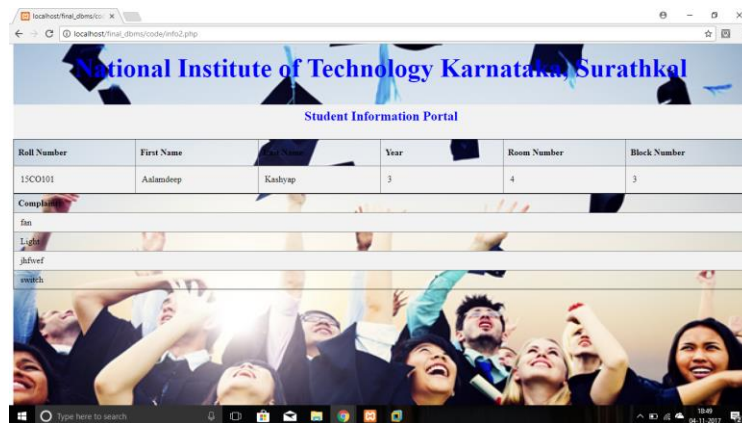 localhost/final_dbms/co
localhost/final_dbms/code/info2.php
National Institute of Technology Karnataka, Surathkal
Student Information Portal
Roll Number First Name Last Name Year Room Number Block Number
15CO101 Aalamdeep Kashyap 3 4 3
Complaints
fan
Light
jhfwef
switch
Type here to search
18:49
04-11-2017